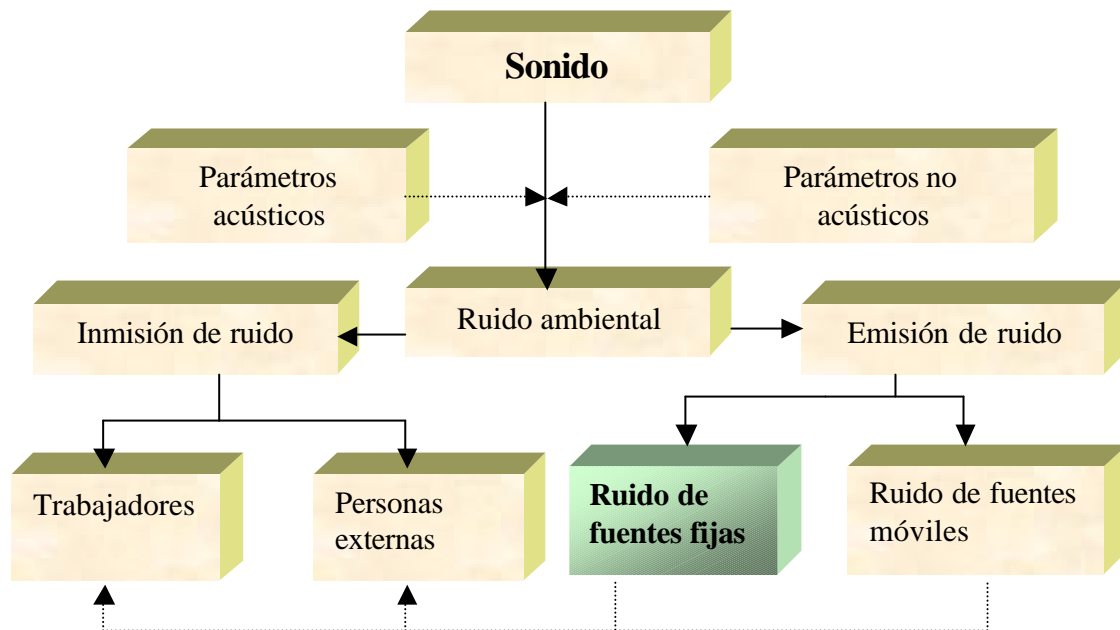 Sonido
Parámetros
acústicos
Parámetros no
acústicos
Inmisión de ruido
Ruido ambiental
Emisión de ruido
Trabajadores
Personas
externas
Ruido de
fuentes fijas
Ruido de fuentes
móviles